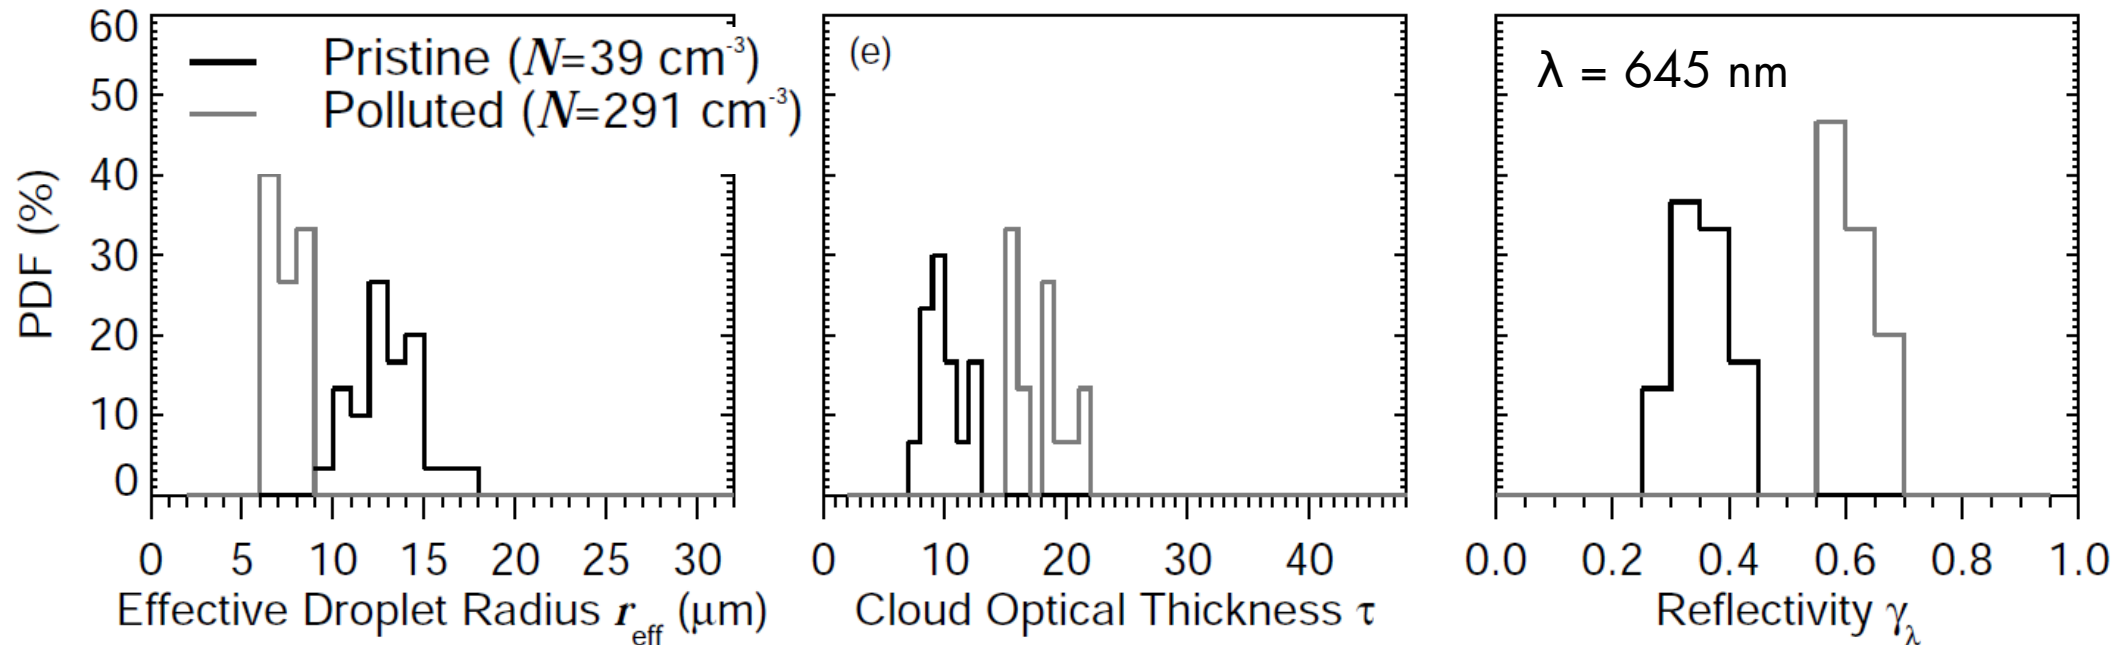 PDF (%)
60
50
40
30
20
10
0
Pristine (N=39 cm⁻³)
Polluted (N=291 cm⁻³)
0 5 10 15 20 25 30
Effective Droplet Radius r_eff (μm)
(e)
0 10 20 30 40
Cloud Optical Thickness τ
λ = 645 nm
0.0 0.2 0.4 0.6 0.8 1.0
Reflectivity γ_λ